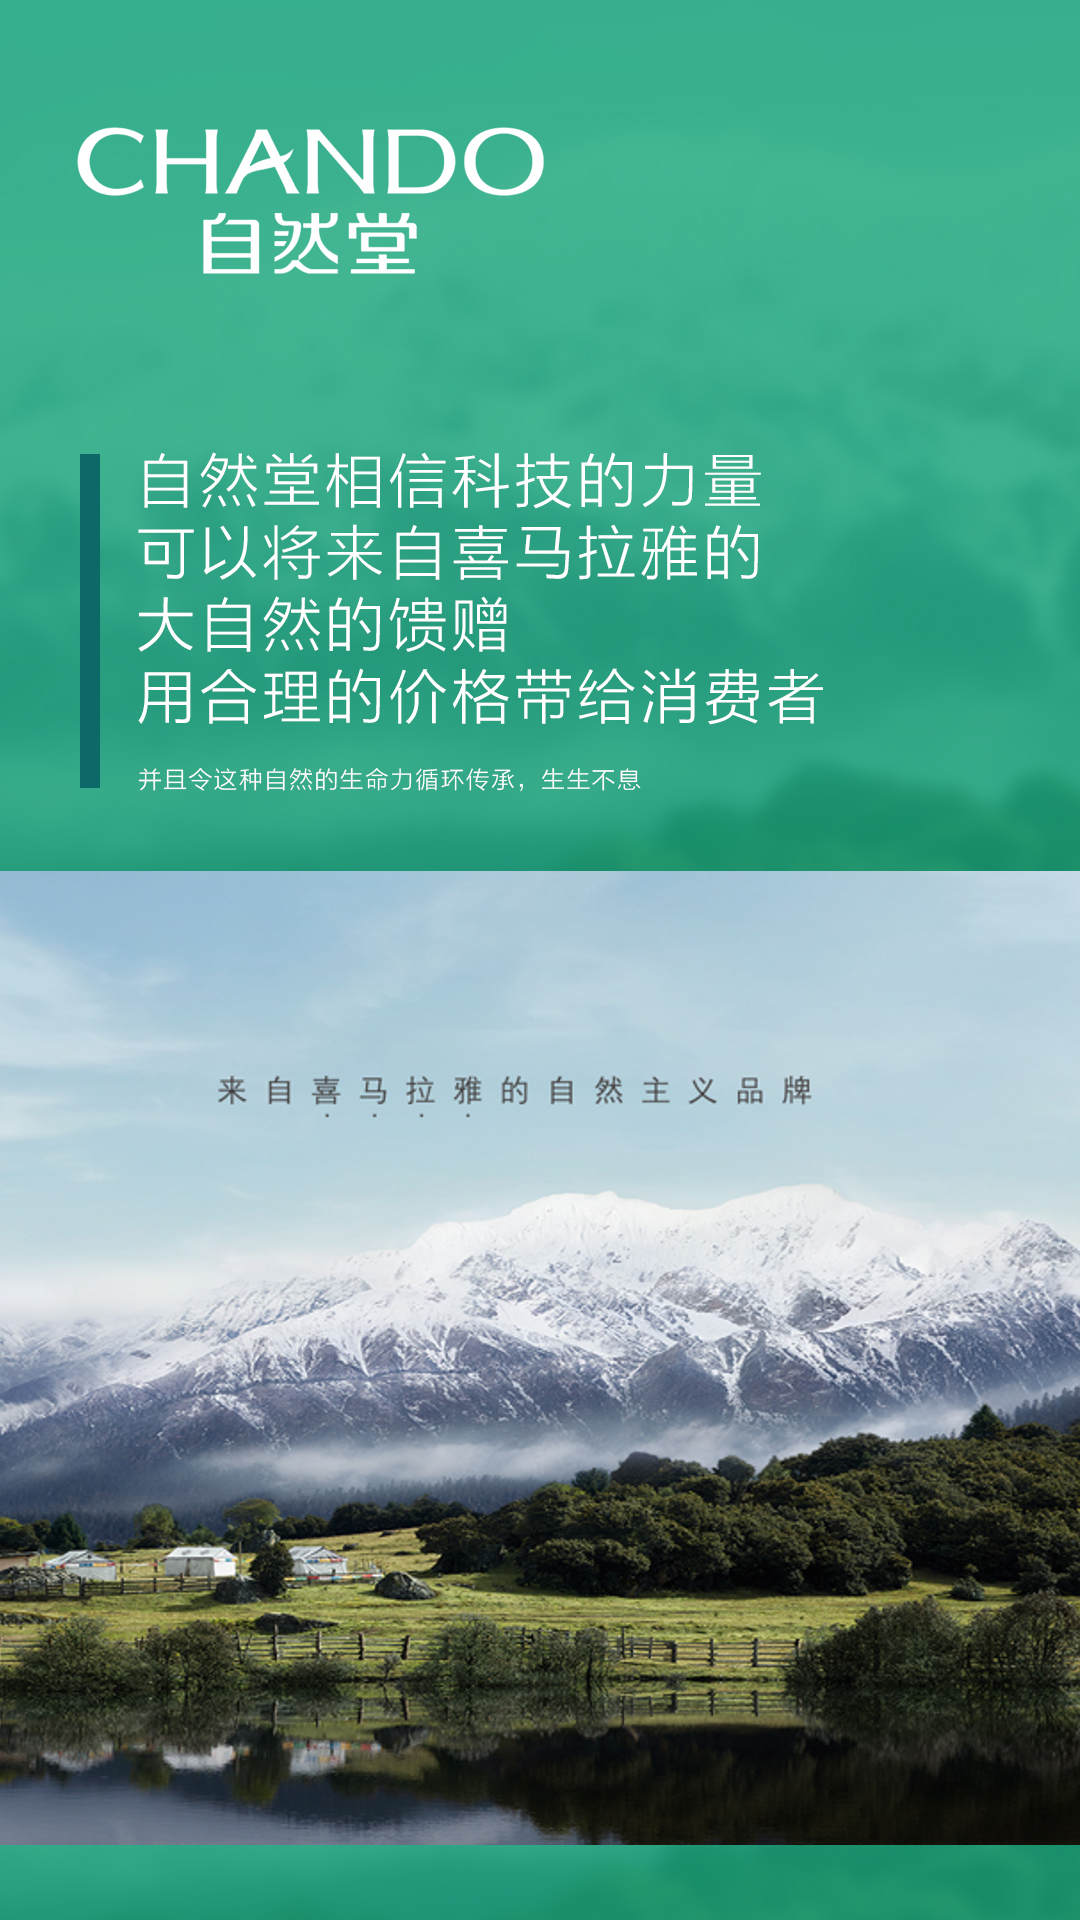 CHANDO
自然堂
自然堂相信科技的力量
可以将来自喜马拉雅的
大自然的馈赠
用合理的价格带给消费者
并且令这种自然的生命力循环传承，生生不息
来自喜马拉雅的自然主义品牌